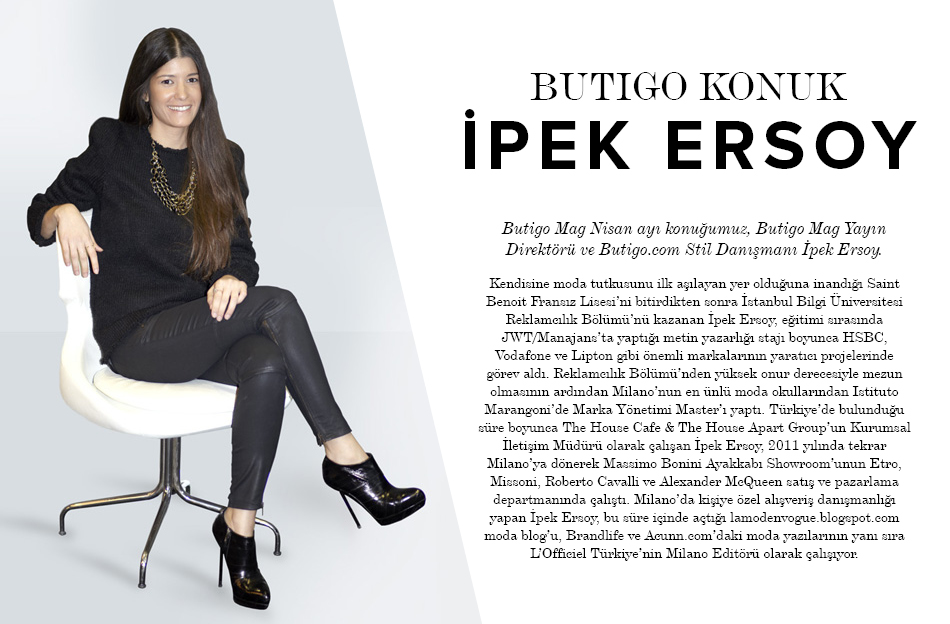 BUTIGO KONUK
İPEK ERSOY
Butigo Mag Nisan ayı konuğumuz, Butigo Mag Yayın
Direktörü ve Butigo.com Stil Danışmanı İpek Ersoy.
Kendisine moda tutkusunu ilk aşılayan yer olduğuna inandığı Saint
Benoit Fransız Lisesi'ni bitirdikten sonra İstanbul Bilgi Üniversitesi
Reklamcılık Bölümü'nü kazanan İpek Ersoy, eğitimi sırasında
JWT/Manajans'ta yaptığı metin yazarlığı stajı boyunca HSBC,
Vodafone ve Lipton gibi önemli markalarının yaratıcı projelerinde
görev aldı. Reklamcılık Bölümü'nden yüksek onur derecesiyle mezun
olmasının ardından Milano'nun en ünlü moda okullarından Istituto
Marangoni'de Marka Yönetimi Master'ı yaptı. Türkiye'de bulunduğu
süre boyunca The House Cafe & The House Apart Group'un Kurumsal
İletişim Müdürü olarak çalışan İpek Ersoy, 2011 yılında tekrar
Milano'ya dönerek Massimo Bonini Ayakkabı Showroom'unun Etro,
Missoni, Roberto Cavalli ve Alexander McQueen satış ve pazarlama
departmanında çalıştı. Milano'da kişiye özel alışveriş danışmanlığı
yapan İpek Ersoy, bu süre içinde açtığı lamodenvogue.blogspot.com
moda blog'u, Brandlife ve Acunn.com'daki moda yazılarının yanı sıra
L'Officiel Türkiye'nin Milano Editörü olarak çalışıyor.